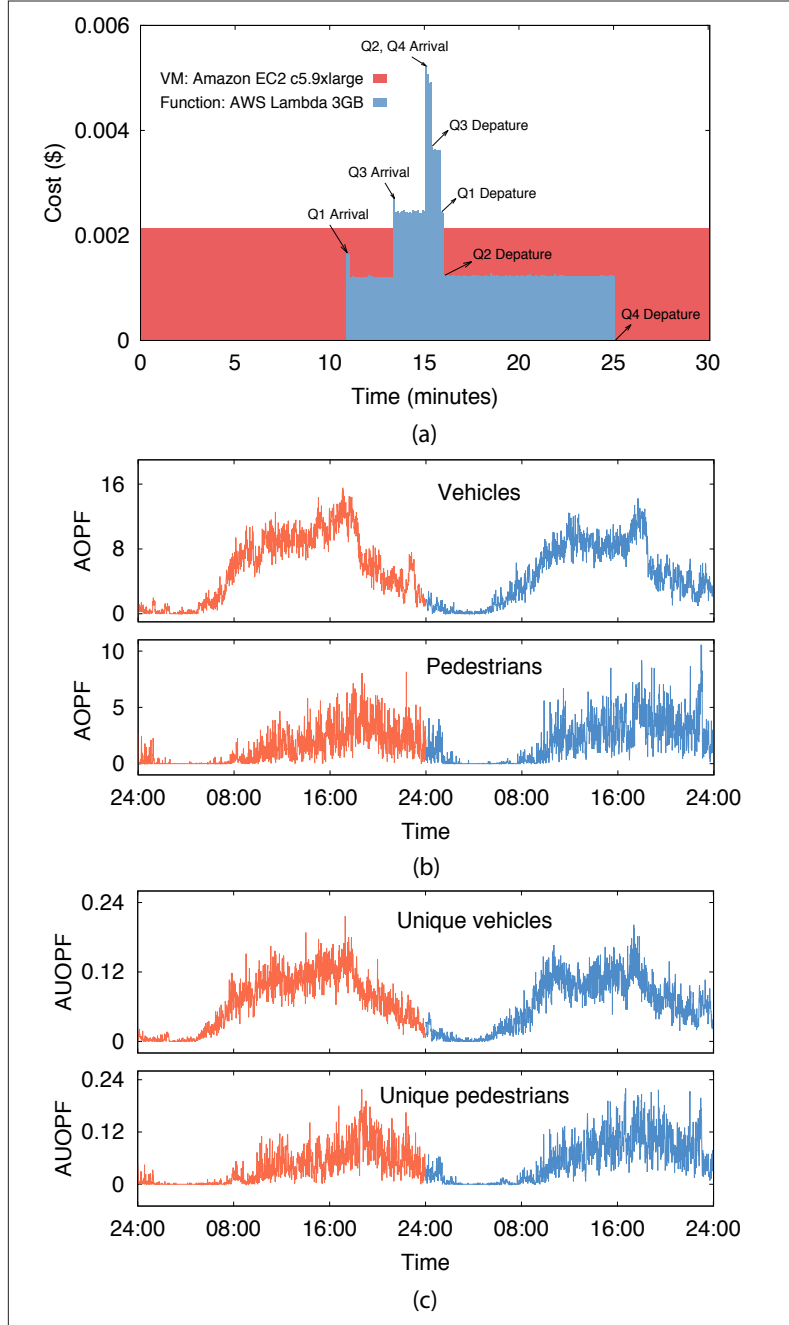 0.006
0.004
0.002
0
Cost ($)
VM: Amazon EC2 c5.9xlarge
Function: AWS Lambda 3GB
Q2, Q4 Arrival
Q3 Depature
Q3 Arrival
Q1 Depature
Q1 Arrival
Q2 Depature
Q4 Depature
0 5 10 15 20 25 30
Time (minutes)
(a)
16
8
0
AOPF
Vehicles
10
5
0
AOPF
Pedestrians
24:00 08:00 16:00 24:00 08:00 16:00 24:00
Time
(b)
0.24
0.12
0
AUOPF
Unique vehicles
0.24
0.12
0
AUOPF
Unique pedestrians
24:00 08:00 16:00 24:00 08:00 16:00 24:00
Time
(c)